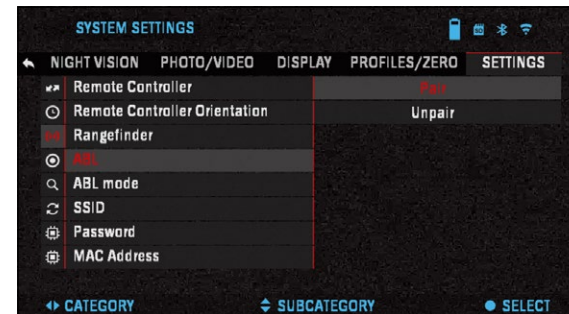 SYSTEM SETTINGS
NIGHT VISION PHOTO/VIDEO DISPLAY PROFILES/ZERO SETTINGS
Remote Controller Pair
Remote Controller Orientation Unpair
Rangefinder
ABL
ABL mode
SSID
Password
MAC Address
CATEGORY SUBCATEGORY SELECT